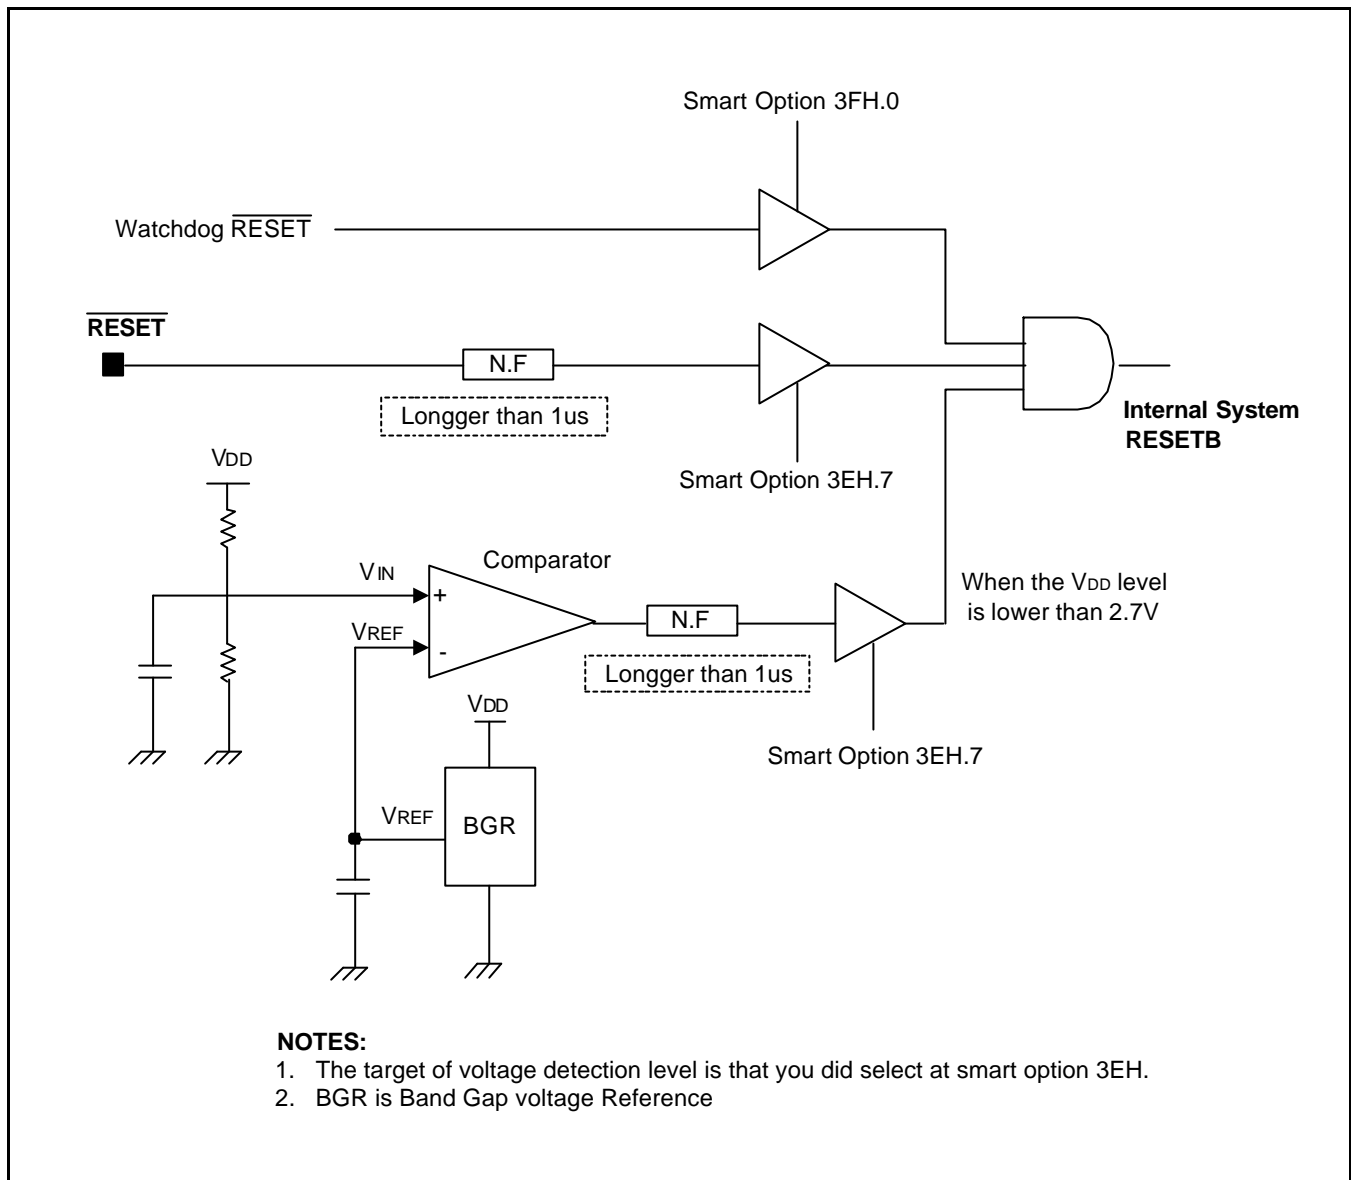 Smart Option 3FH.0
Watchdog RESET
RESET
N.F
Longger than 1us
Internal System
RESETB
Smart Option 3EH.7
VDD
Comparator
VIN
+
VREF
-
N.F
Longger than 1us
When the VDD level
is lower than 2.7V
VDD
Smart Option 3EH.7
VREF
BGR
NOTES:
1. The target of voltage detection level is that you did select at smart option 3EH.
2. BGR is Band Gap voltage Reference